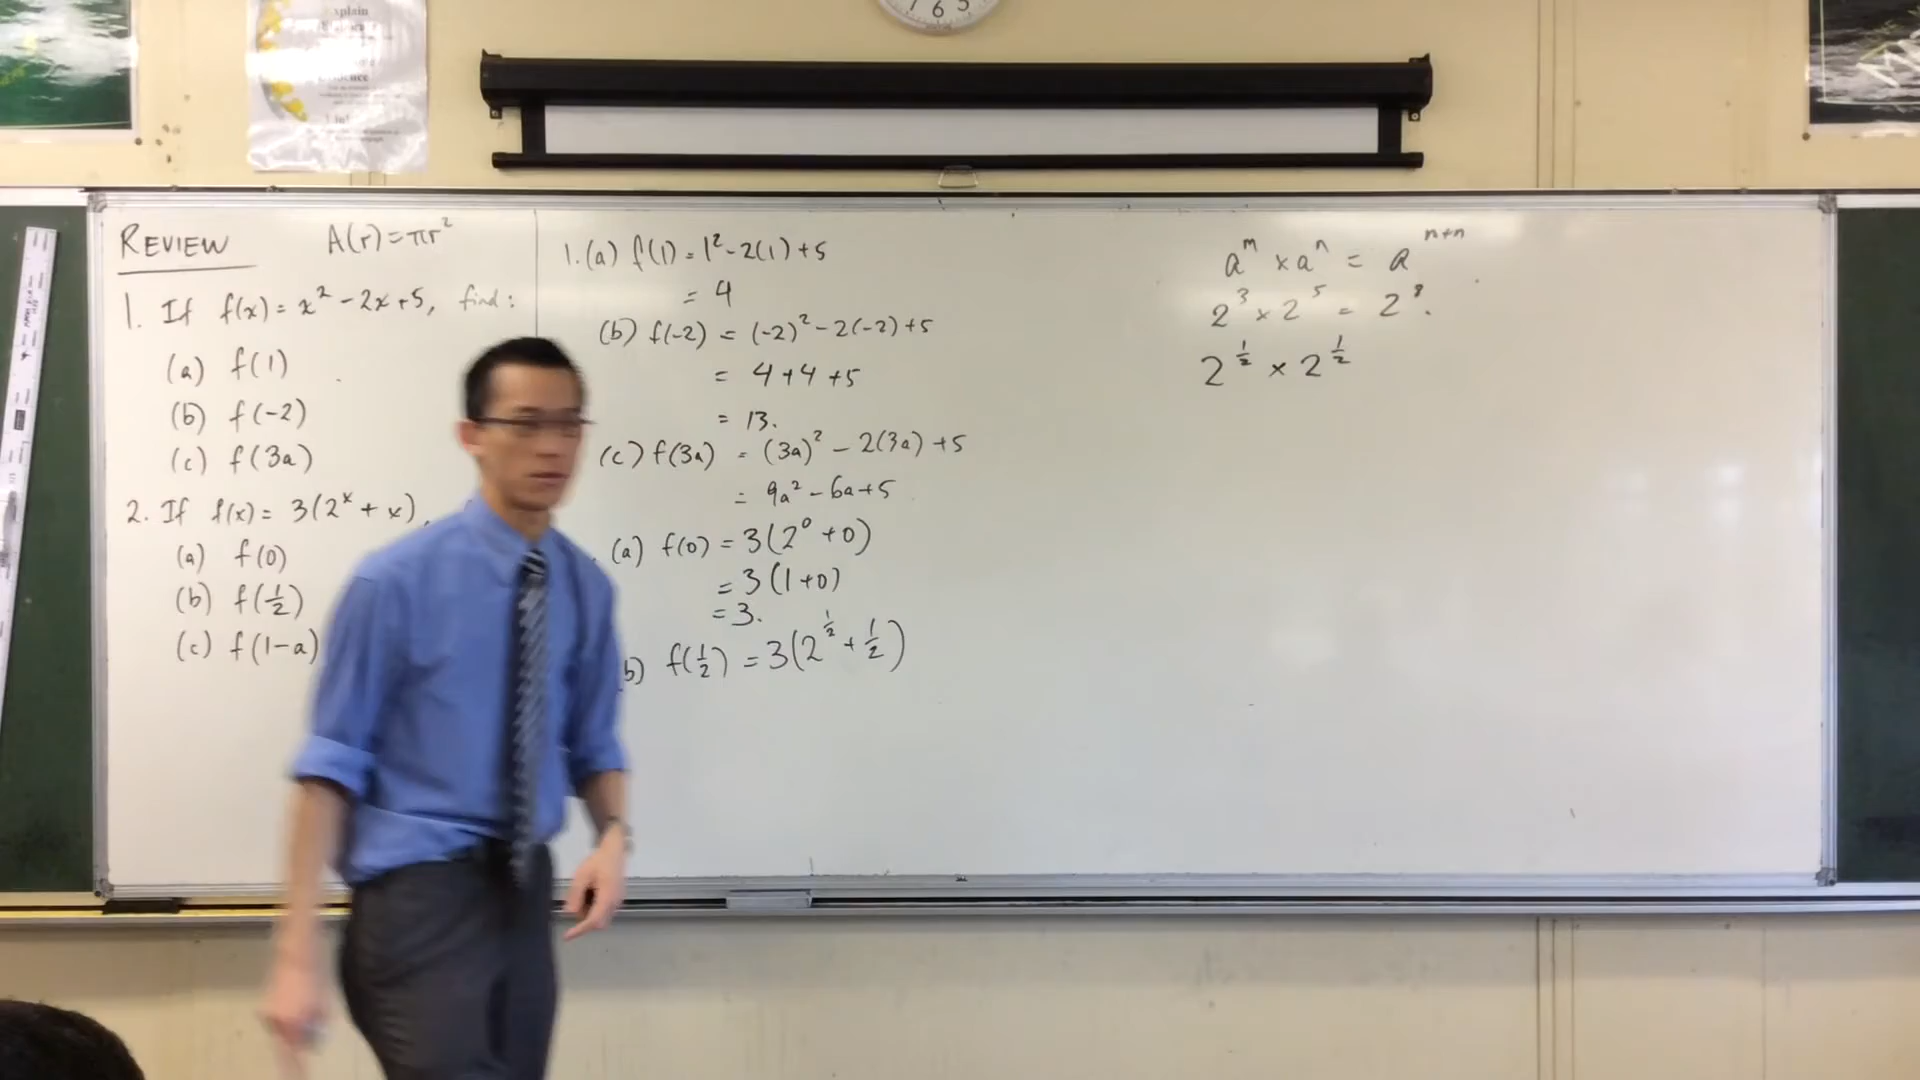 xplain
6 5
REVIEW A(r) = πr²
1. If f(x) = x² - 2x + 5, find:
(a) f(1)
(b) f(-2)
(c) f(3a)
2. If f(x) = 3(2ˣ + x),
(a) f(0)
(b) f(½)
(c) f(1-a)
1. (a) f(1) = 1² - 2(1) + 5
= 4
(b) f(-2) = (-2)² - 2(-2) + 5
= 4 + 4 + 5
= 13.
(c) f(3a) = (3a)² - 2(3a) + 5
= 9a² - 6a + 5
(a) f(0) = 3(2⁰ + 0)
= 3(1+0)
= 3.
b) f(½) = 3(2^½ + ½)
aᵐ × aⁿ = aⁿ⁺ⁿ
2³ × 2⁵ = 2⁸.
2^½ × 2^½